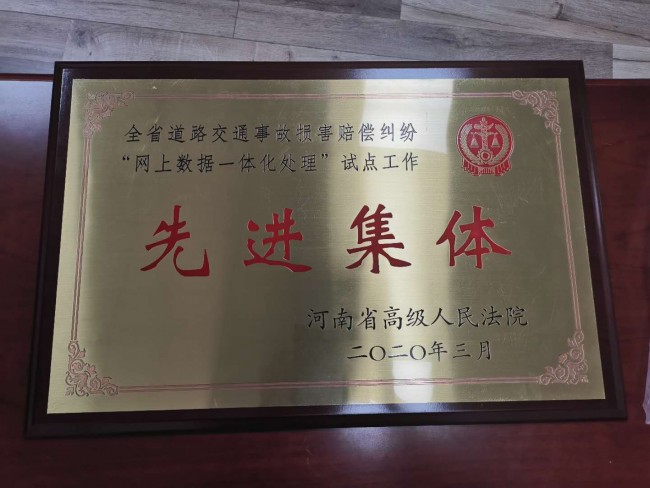 全省道路交通事故损害赔偿纠纷
“网上数据一体化处理”试点工作
先进集体
河南省高级人民法院
二〇二〇年三月